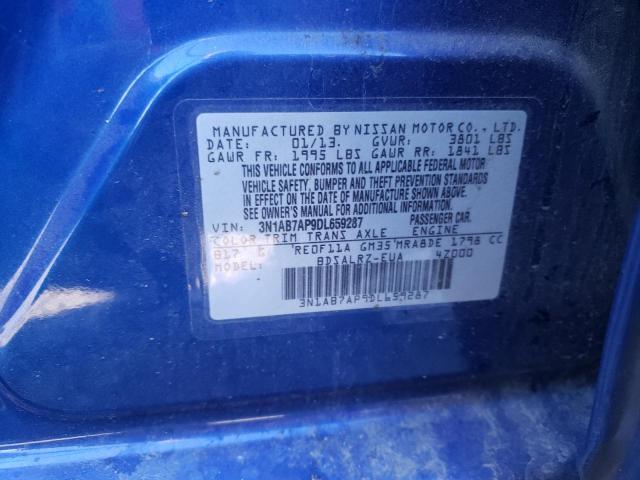 MANUFACTURED BY NISSAN MOTOR CO., LTD.
DATE: 01/13. GVWR: 3801 LBS
GAWR FR: 1995 LBS GAWR RR: 1841 LBS
THIS VEHICLE CONFORMS TO ALL APPLICABLE FEDERAL MOTOR
VEHICLE SAFETY, BUMPER AND THEFT PREVENTION STANDARDS
IN EFFECT ON THE DATE OF MANUFACTURE SHOWN ABOVE.
SEE OWNER'S MANUAL FOR ADDITIONAL INFORMATION.
VIN: 3N1AB7AP9DL659287 PASSENGER CAR.
COLOR TRIM TRANS AXLE ENGINE
B17 G RE0F11A GM35 MRA8DE 1798 CC
MODEL: BDSALRZ-EUA 4Z000
3N1AB7AP9DL659287